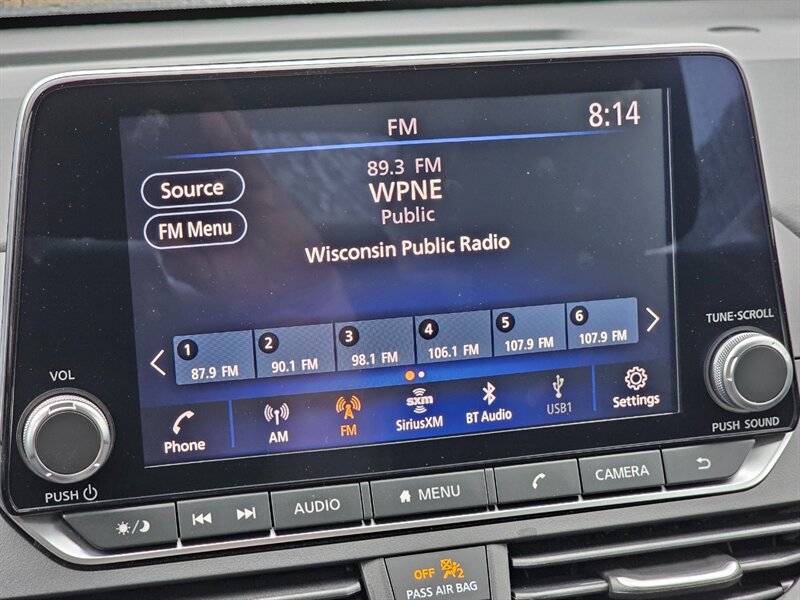 FM
8:14
89.3 FM
WPNE
Public
Wisconsin Public Radio
Source
FM Menu
1 87.9 FM
2 90.1 FM
3 98.1 FM
4 106.1 FM
5 107.9 FM
6 107.9 FM
Phone
AM
FM
sxm
SiriusXM
BT Audio
USB1
Settings
VOL
PUSH
TUNE·SCROLL
PUSH SOUND
AUDIO
MENU
CAMERA
OFF 2
PASS AIR BAG